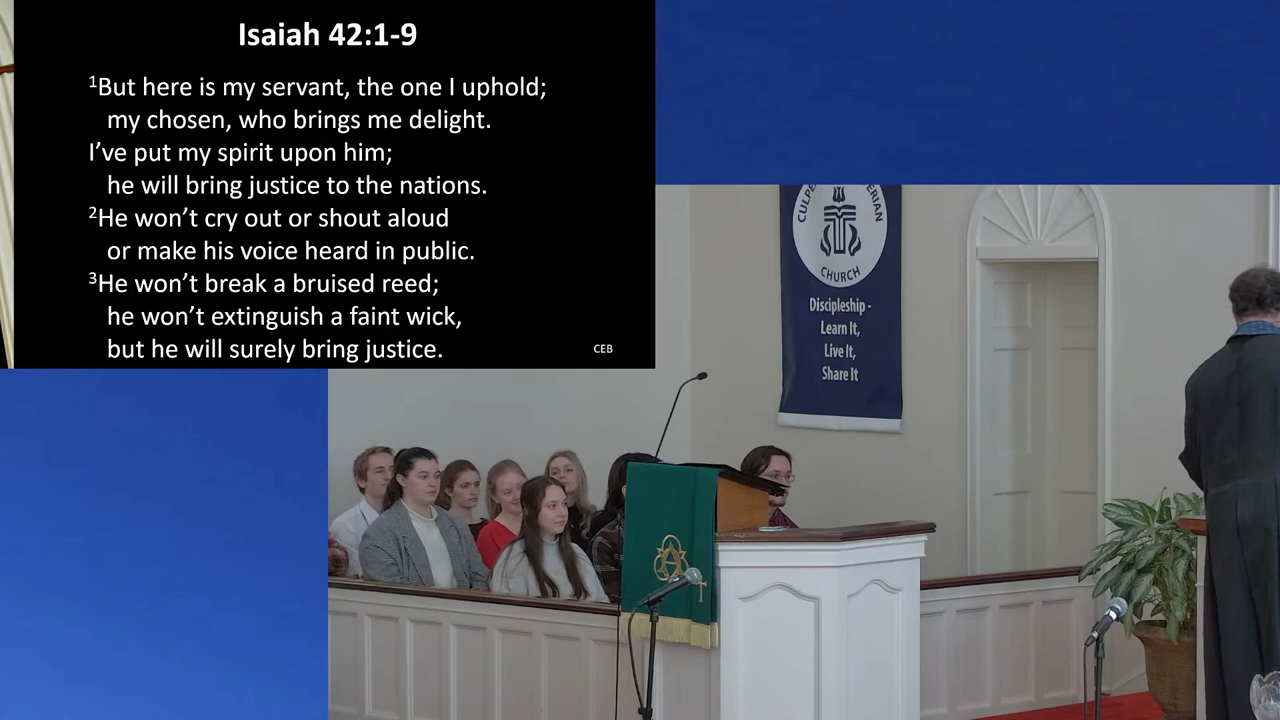 Isaiah 42:1-9
¹But here is my servant, the one I uphold;
my chosen, who brings me delight.
I’ve put my spirit upon him;
he will bring justice to the nations.
²He won’t cry out or shout aloud
or make his voice heard in public.
³He won’t break a bruised reed;
he won’t extinguish a faint wick,
but he will surely bring justice.
CEB
CHURCH
Discipleship -
Learn It,
Live It,
Share It